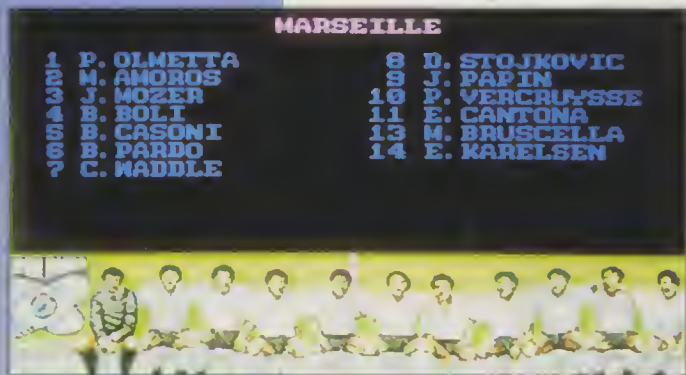 MARSEILLE
1 P. OLMETTA
2 M. AMOROS
3 J. MOZER
4 B. BOLI
5 B. CASONI
6 B. PARDO
7 C. WADDLE
8 D. STOJKOVIC
9 J. PAPIN
10 P. VERCRUYSSE
11 E. CANTONA
13 M. BRUSCELLA
14 E. KARELSEN